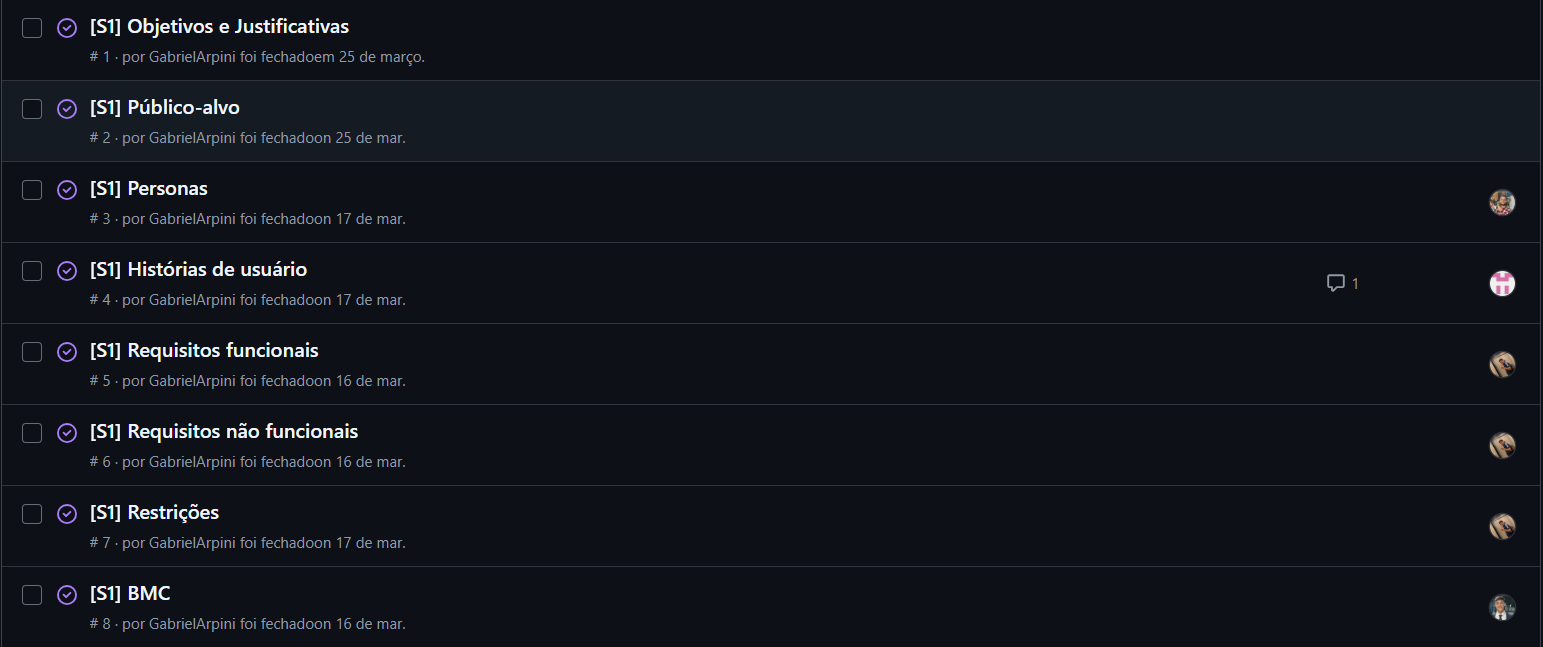 [S1] Objetivos e Justificativas
# 1 · por GabrielArpini foi fechadoem 25 de março.
[S1] Público-alvo
# 2 · por GabrielArpini foi fechadoon 25 de mar.
[S1] Personas
# 3 · por GabrielArpini foi fechadoon 17 de mar.
[S1] Histórias de usuário
1
# 4 · por GabrielArpini foi fechadoon 17 de mar.
[S1] Requisitos funcionais
# 5 · por GabrielArpini foi fechadoon 16 de mar.
[S1] Requisitos não funcionais
# 6 · por GabrielArpini foi fechadoon 16 de mar.
[S1] Restrições
# 7 · por GabrielArpini foi fechadoon 17 de mar.
[S1] BMC
# 8 · por GabrielArpini foi fechadoon 16 de mar.